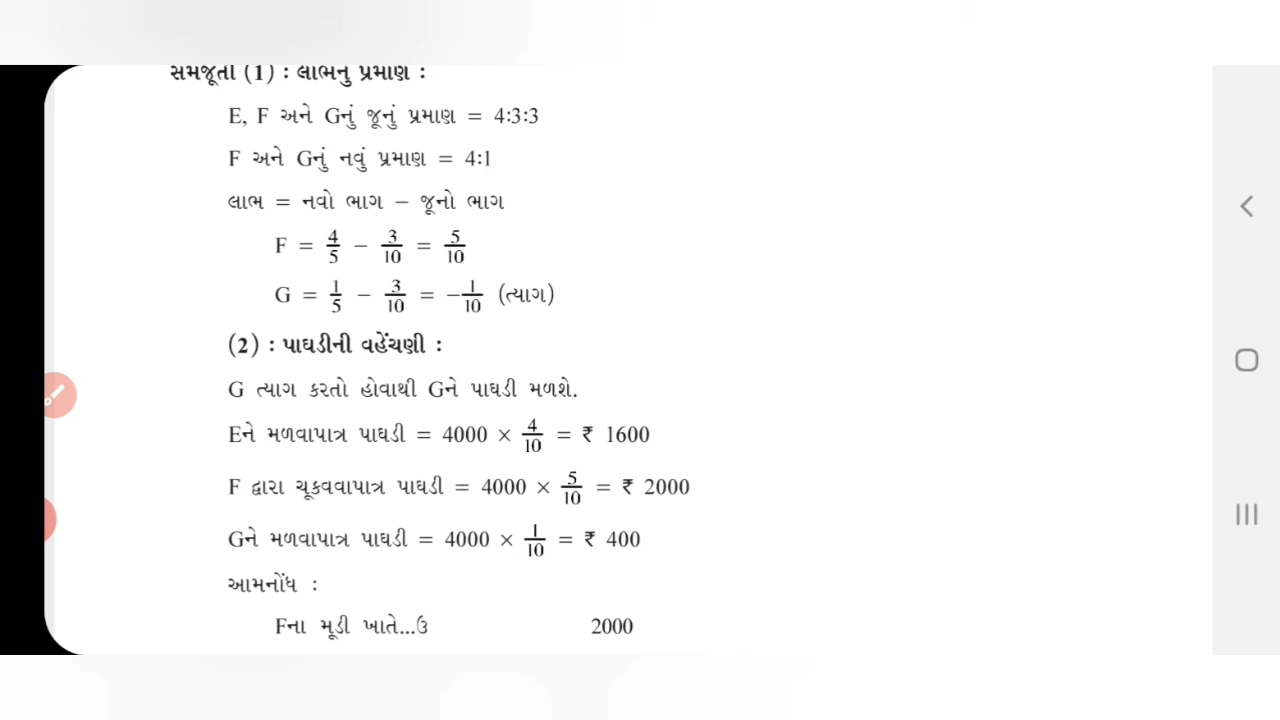 સમજૂતી (1) : લાભનું પ્રમાણ :
E, F અને Gનું જૂનું પ્રમાણ = 4:3:3
F અને Gનું નવું પ્રમાણ = 4:1
લાભ = નવો ભાગ – જૂનો ભાગ
F = 4/5 – 3/10 = 5/10
G = 1/5 – 3/10 = –1/10 (ત્યાગ)
(2) : પાઘડીની વહેંચણી :
G ત્યાગ કરતો હોવાથી Gને પાઘડી મળશે.
Eને મળવાપાત્ર પાઘડી = 4000 × 4/10 = ₹ 1600
F દ્વારા ચૂકવવાપાત્ર પાઘડી = 4000 × 5/10 = ₹ 2000
Gને મળવાપાત્ર પાઘડી = 4000 × 1/10 = ₹ 400
આમનોંધ :
Fના મૂડી ખાતે...ઉ 2000